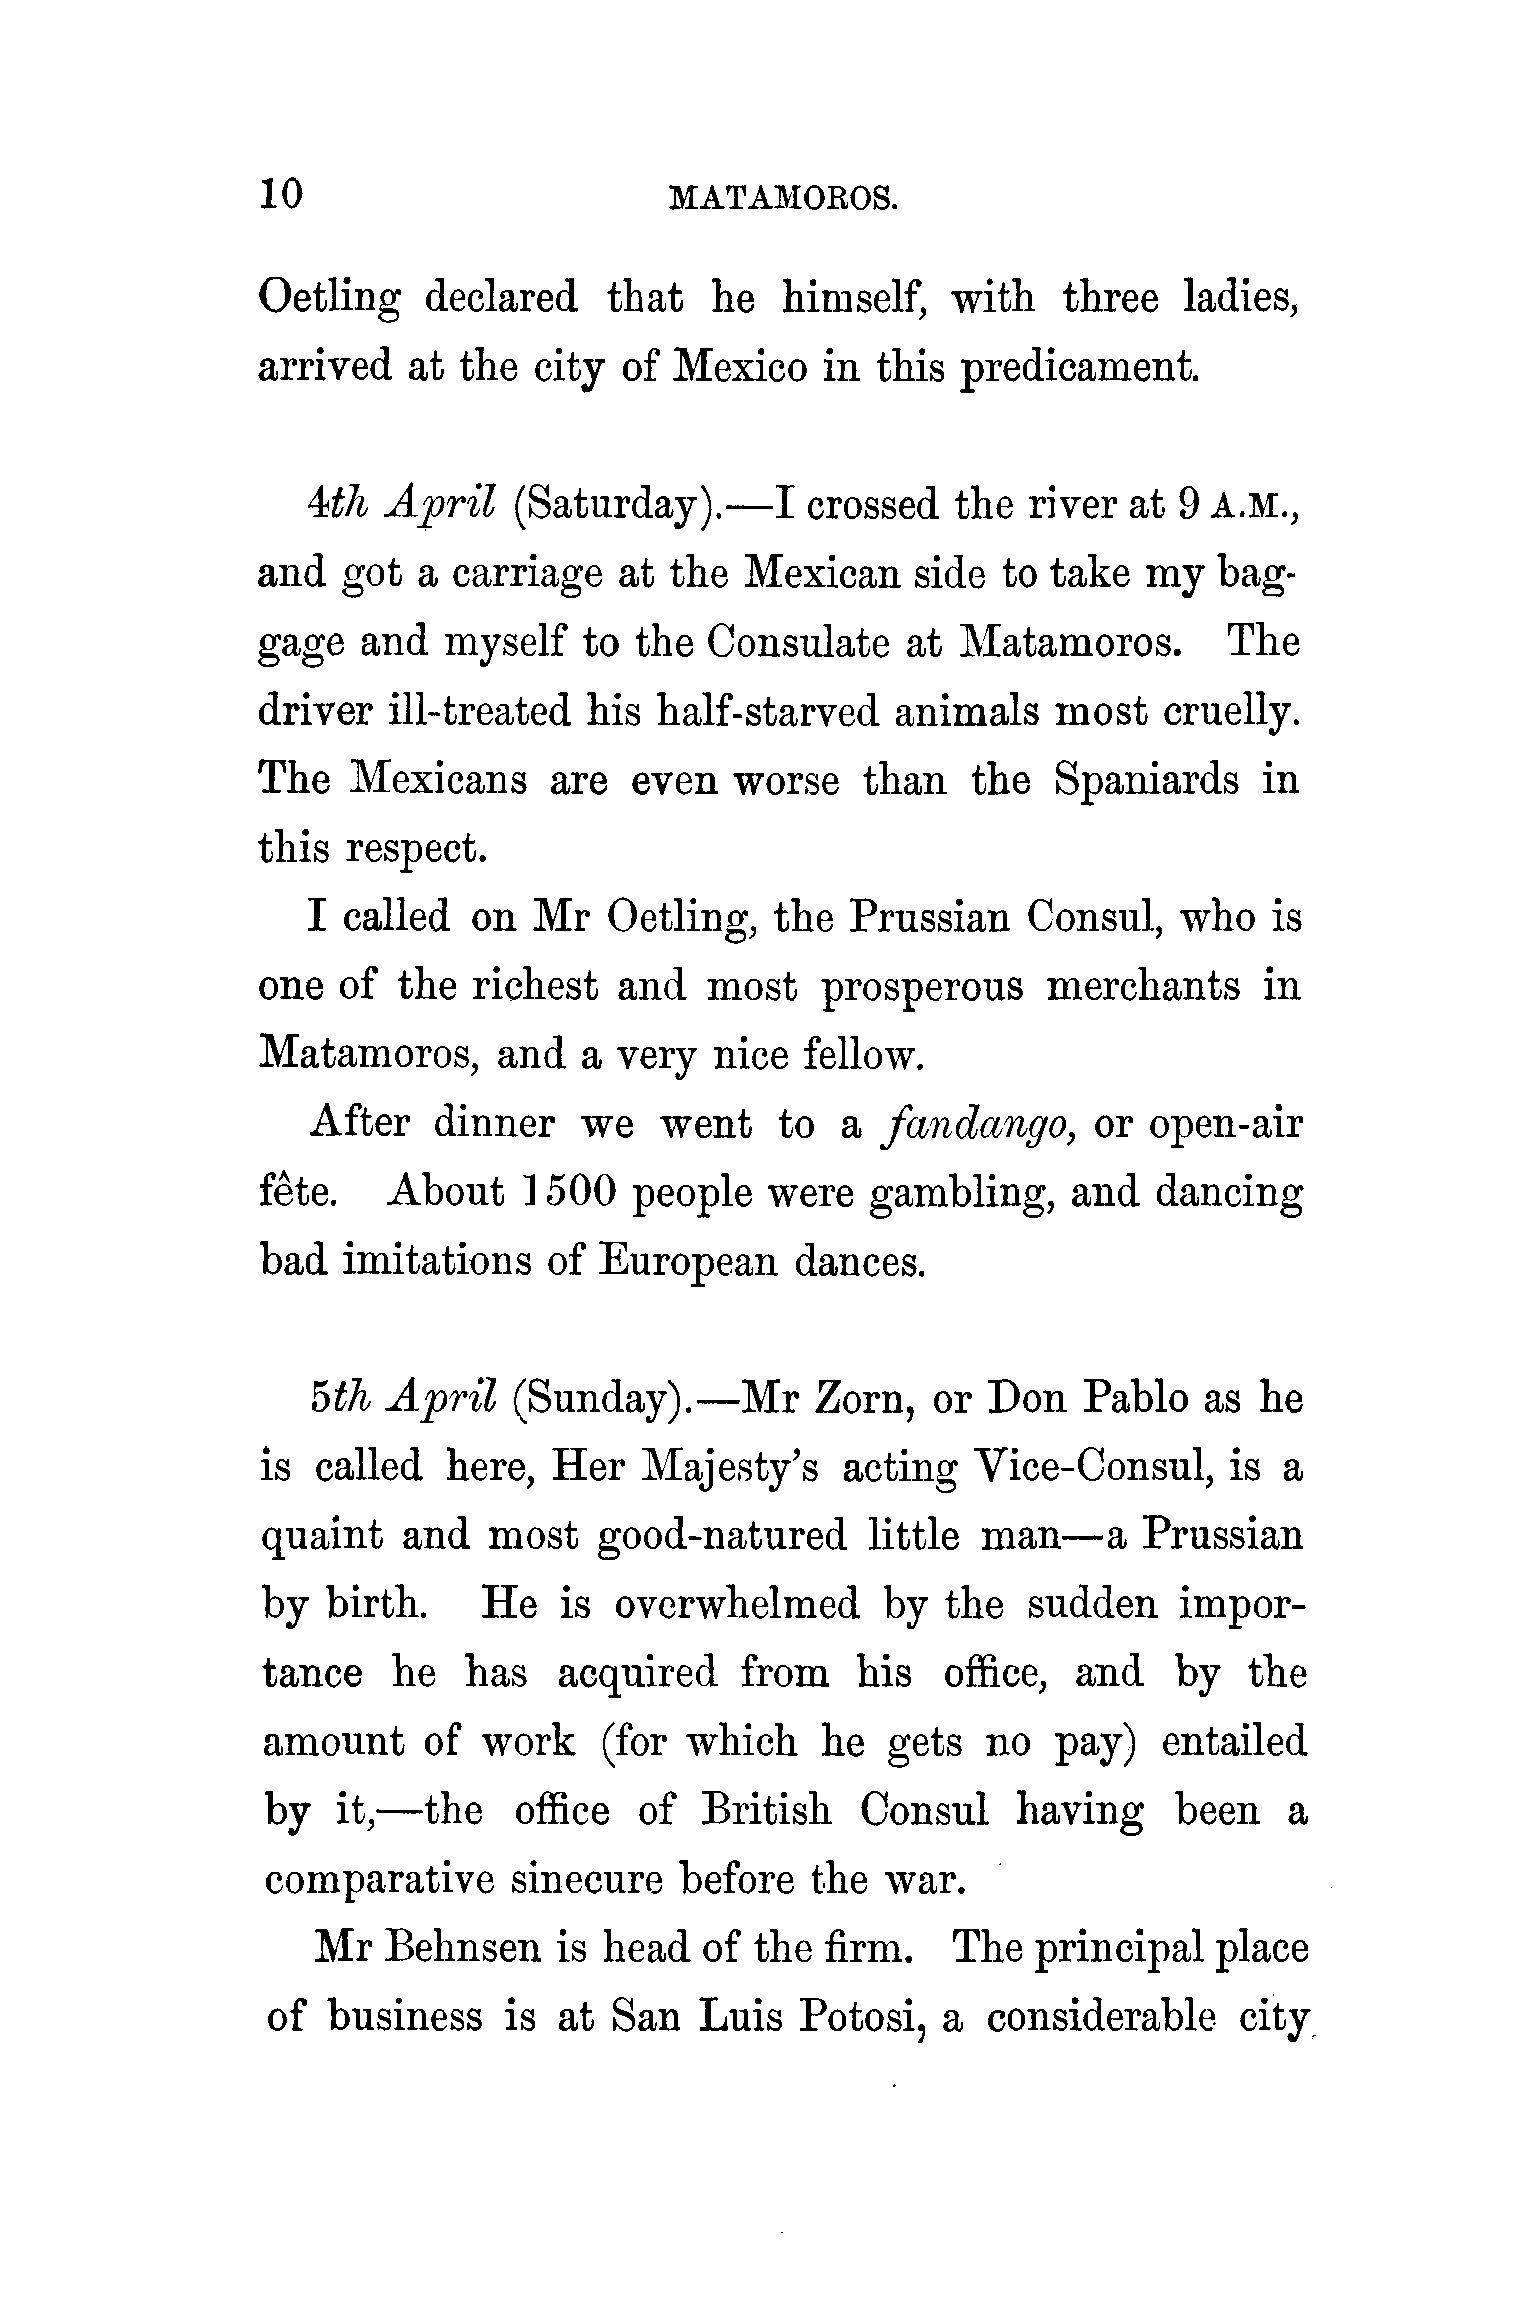 10 MATAMOROS.
Oetling declared that he himself, with three ladies,
arrived at the city of Mexico in this predicament.
4th April (Saturday).—I crossed the river at 9 A.M.,
and got a carriage at the Mexican side to take my bag-
gage and myself to the Consulate at Matamoros. The
driver ill-treated his half-starved animals most cruelly.
The Mexicans are even worse than the Spaniards in
this respect.
I called on Mr Oetling, the Prussian Consul, who is
one of the richest and most prosperous merchants in
Matamoros, and a very nice fellow.
After dinner we went to a fandango, or open-air
fête. About 1500 people were gambling, and dancing
bad imitations of European dances.
5th April (Sunday).—Mr Zorn, or Don Pablo as he
is called here, Her Majesty's acting Vice-Consul, is a
quaint and most good-natured little man—a Prussian
by birth. He is overwhelmed by the sudden impor-
tance he has acquired from his office, and by the
amount of work (for which he gets no pay) entailed
by it,—the office of British Consul having been a
comparative sinecure before the war.
Mr Behnsen is head of the firm. The principal place
of business is at San Luis Potosi, a considerable city